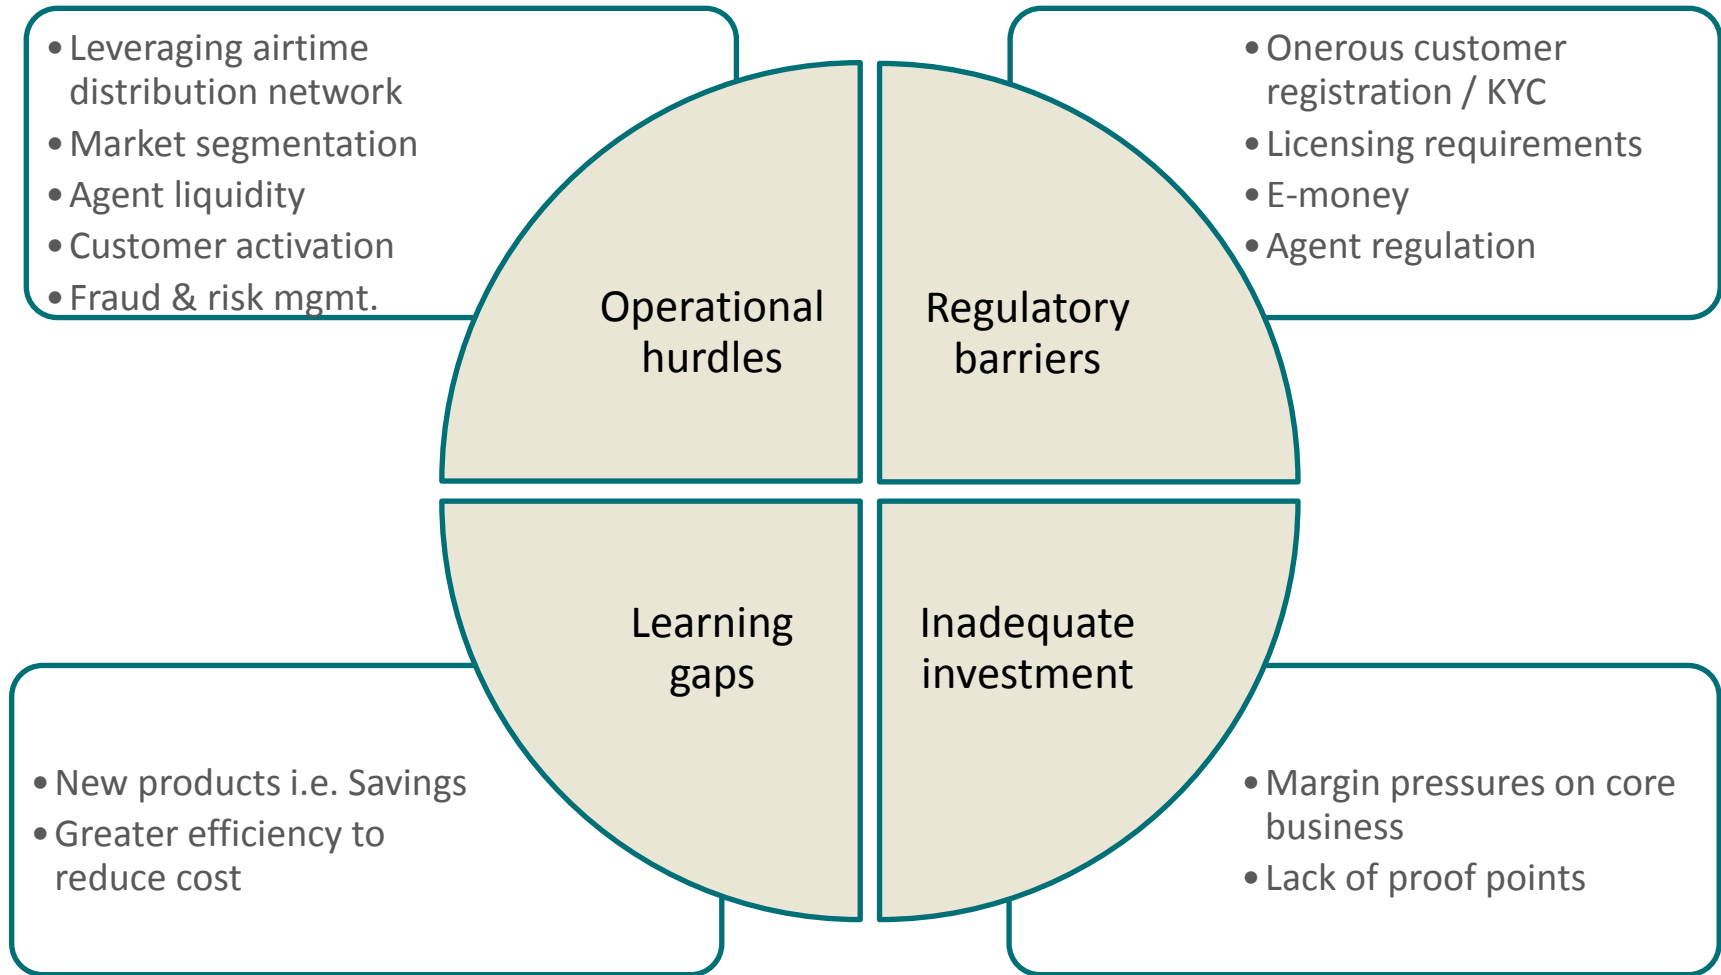 • Leveraging airtime
distribution network
• Market segmentation
• Agent liquidity
• Customer activation
• Fraud & risk mgmt.
• Onerous customer
registration / KYC
• Licensing requirements
• E-money
• Agent regulation
Operational
hurdles
Regulatory
barriers
Learning
gaps
Inadequate
investment
• New products i.e. Savings
• Greater efficiency to
reduce cost
• Margin pressures on core
business
• Lack of proof points